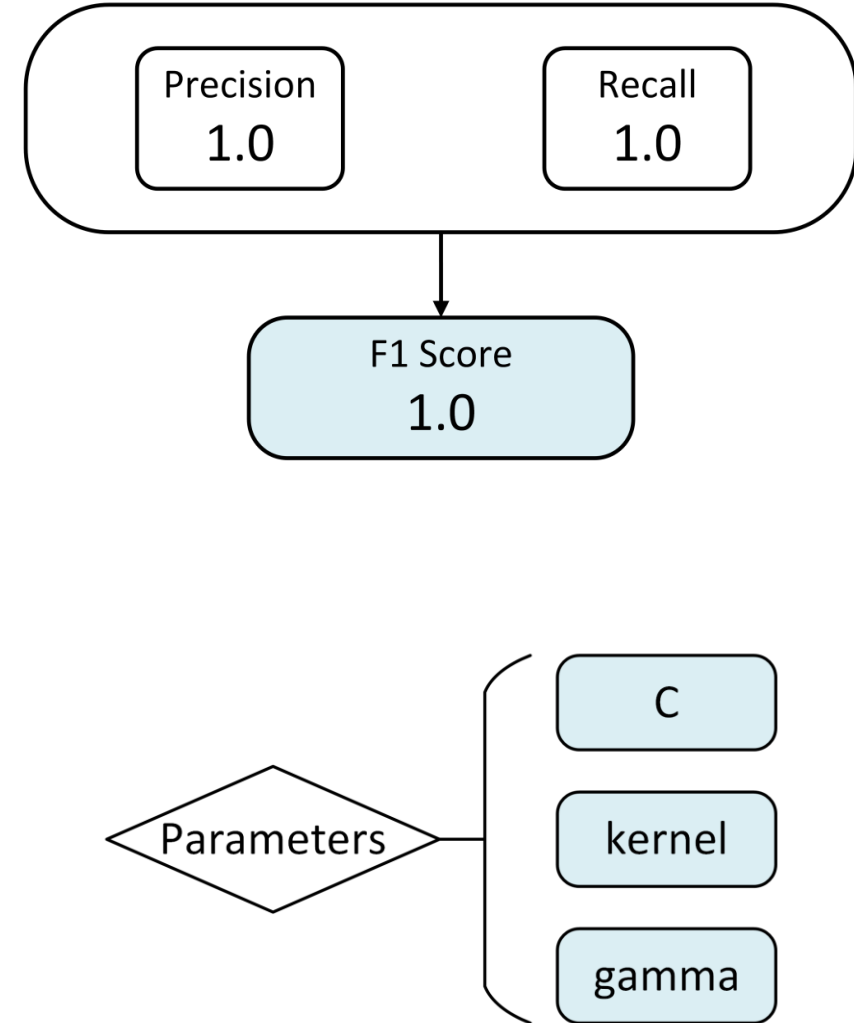 Precision
1.0
Recall
1.0
F1 Score
1.0
Parameters
C
kernel
gamma